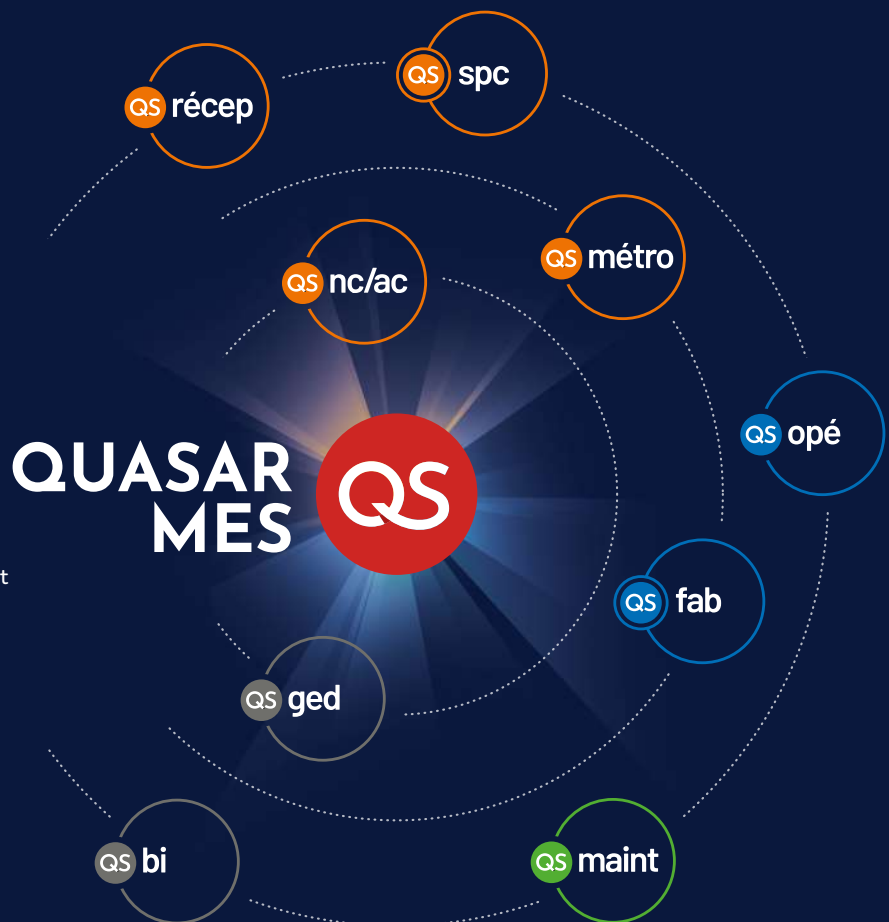 QS spc
QS récep
QS métro
QS nc/ac
QS opé
QUASAR
MES
QS
t
QS fab
QS ged
QS bi
QS maint